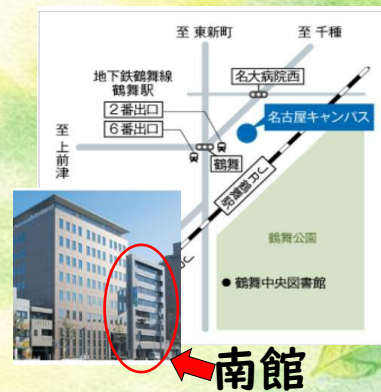 至 東新町
至 千種
地下鉄鶴舞線
鶴舞駅
名大病院西
2番出口
6番出口
名古屋キャンパス
至
上
前
津
鶴舞
JR鶴舞駅
鶴舞公園
● 鶴舞中央図書館
南館